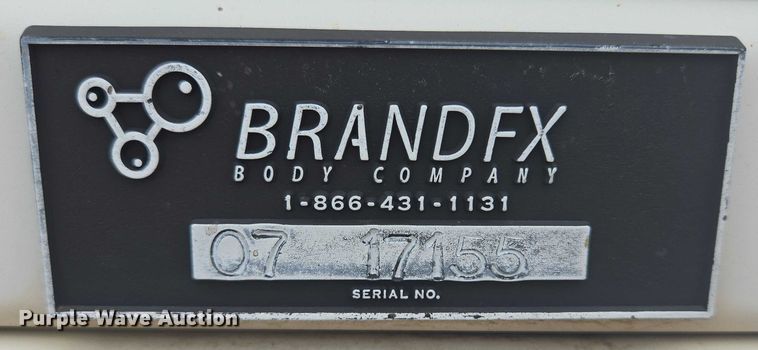 BRANDFX
BODY COMPANY
1-866-431-1131
07 17155
SERIAL NO.
Purple Wave Auction